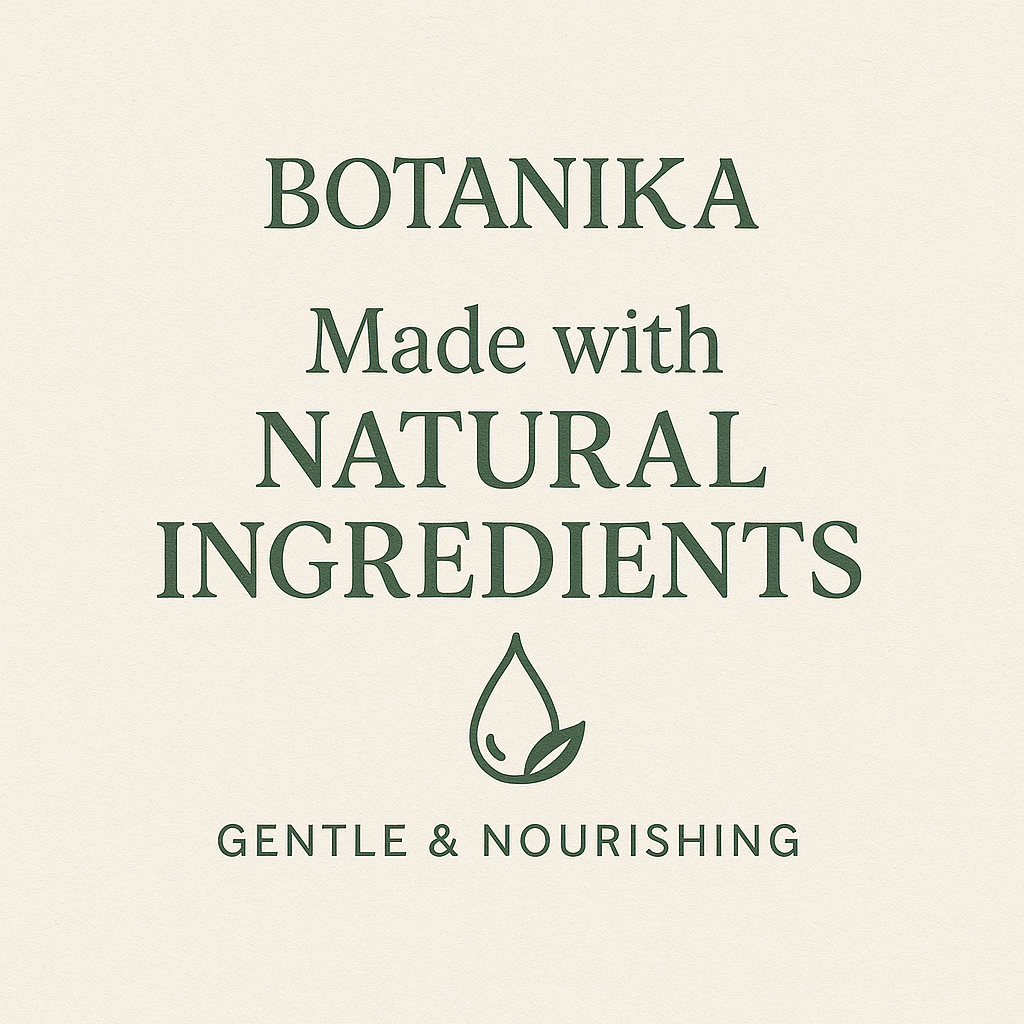 BOTANIKA
Made with
NATURAL
INGREDIENTS
GENTLE & NOURISHING